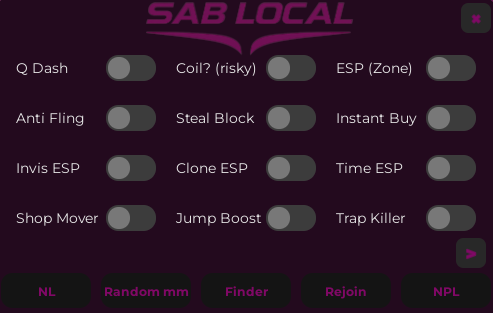 SAB LOCAL
Q Dash Coil? (risky) ESP (Zone)
Anti Fling Steal Block Instant Buy
Invis ESP Clone ESP Time ESP
Shop Mover Jump Boost Trap Killer
>
NL Random mm Finder Rejoin NPL